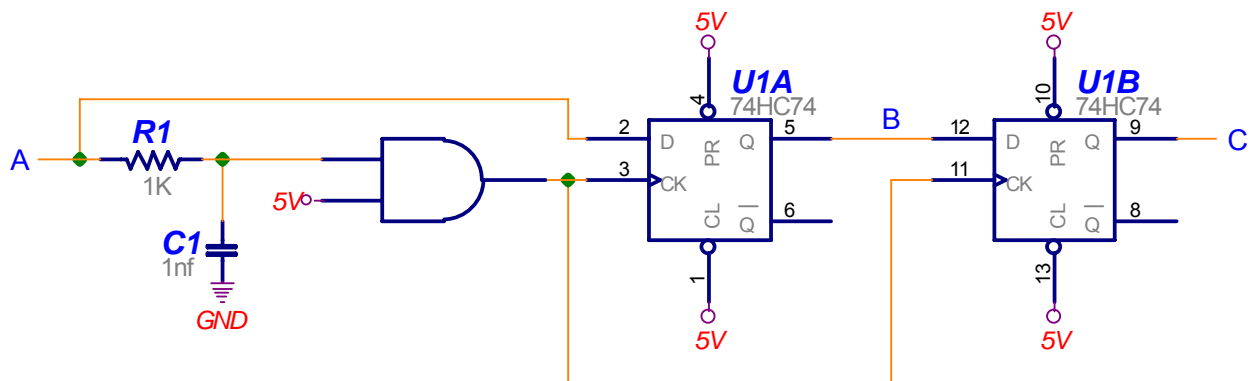 5V
5V
U1A
U1B
74HC74
74HC74
4
10
R1
2
D
PR
Q
5
B
12
D
PR
Q
9
C
A
1K
3
CK
11
CK
5V
CL
Q
6
CL
Q
8
C1
1nf
GND
1
13
5V
5V